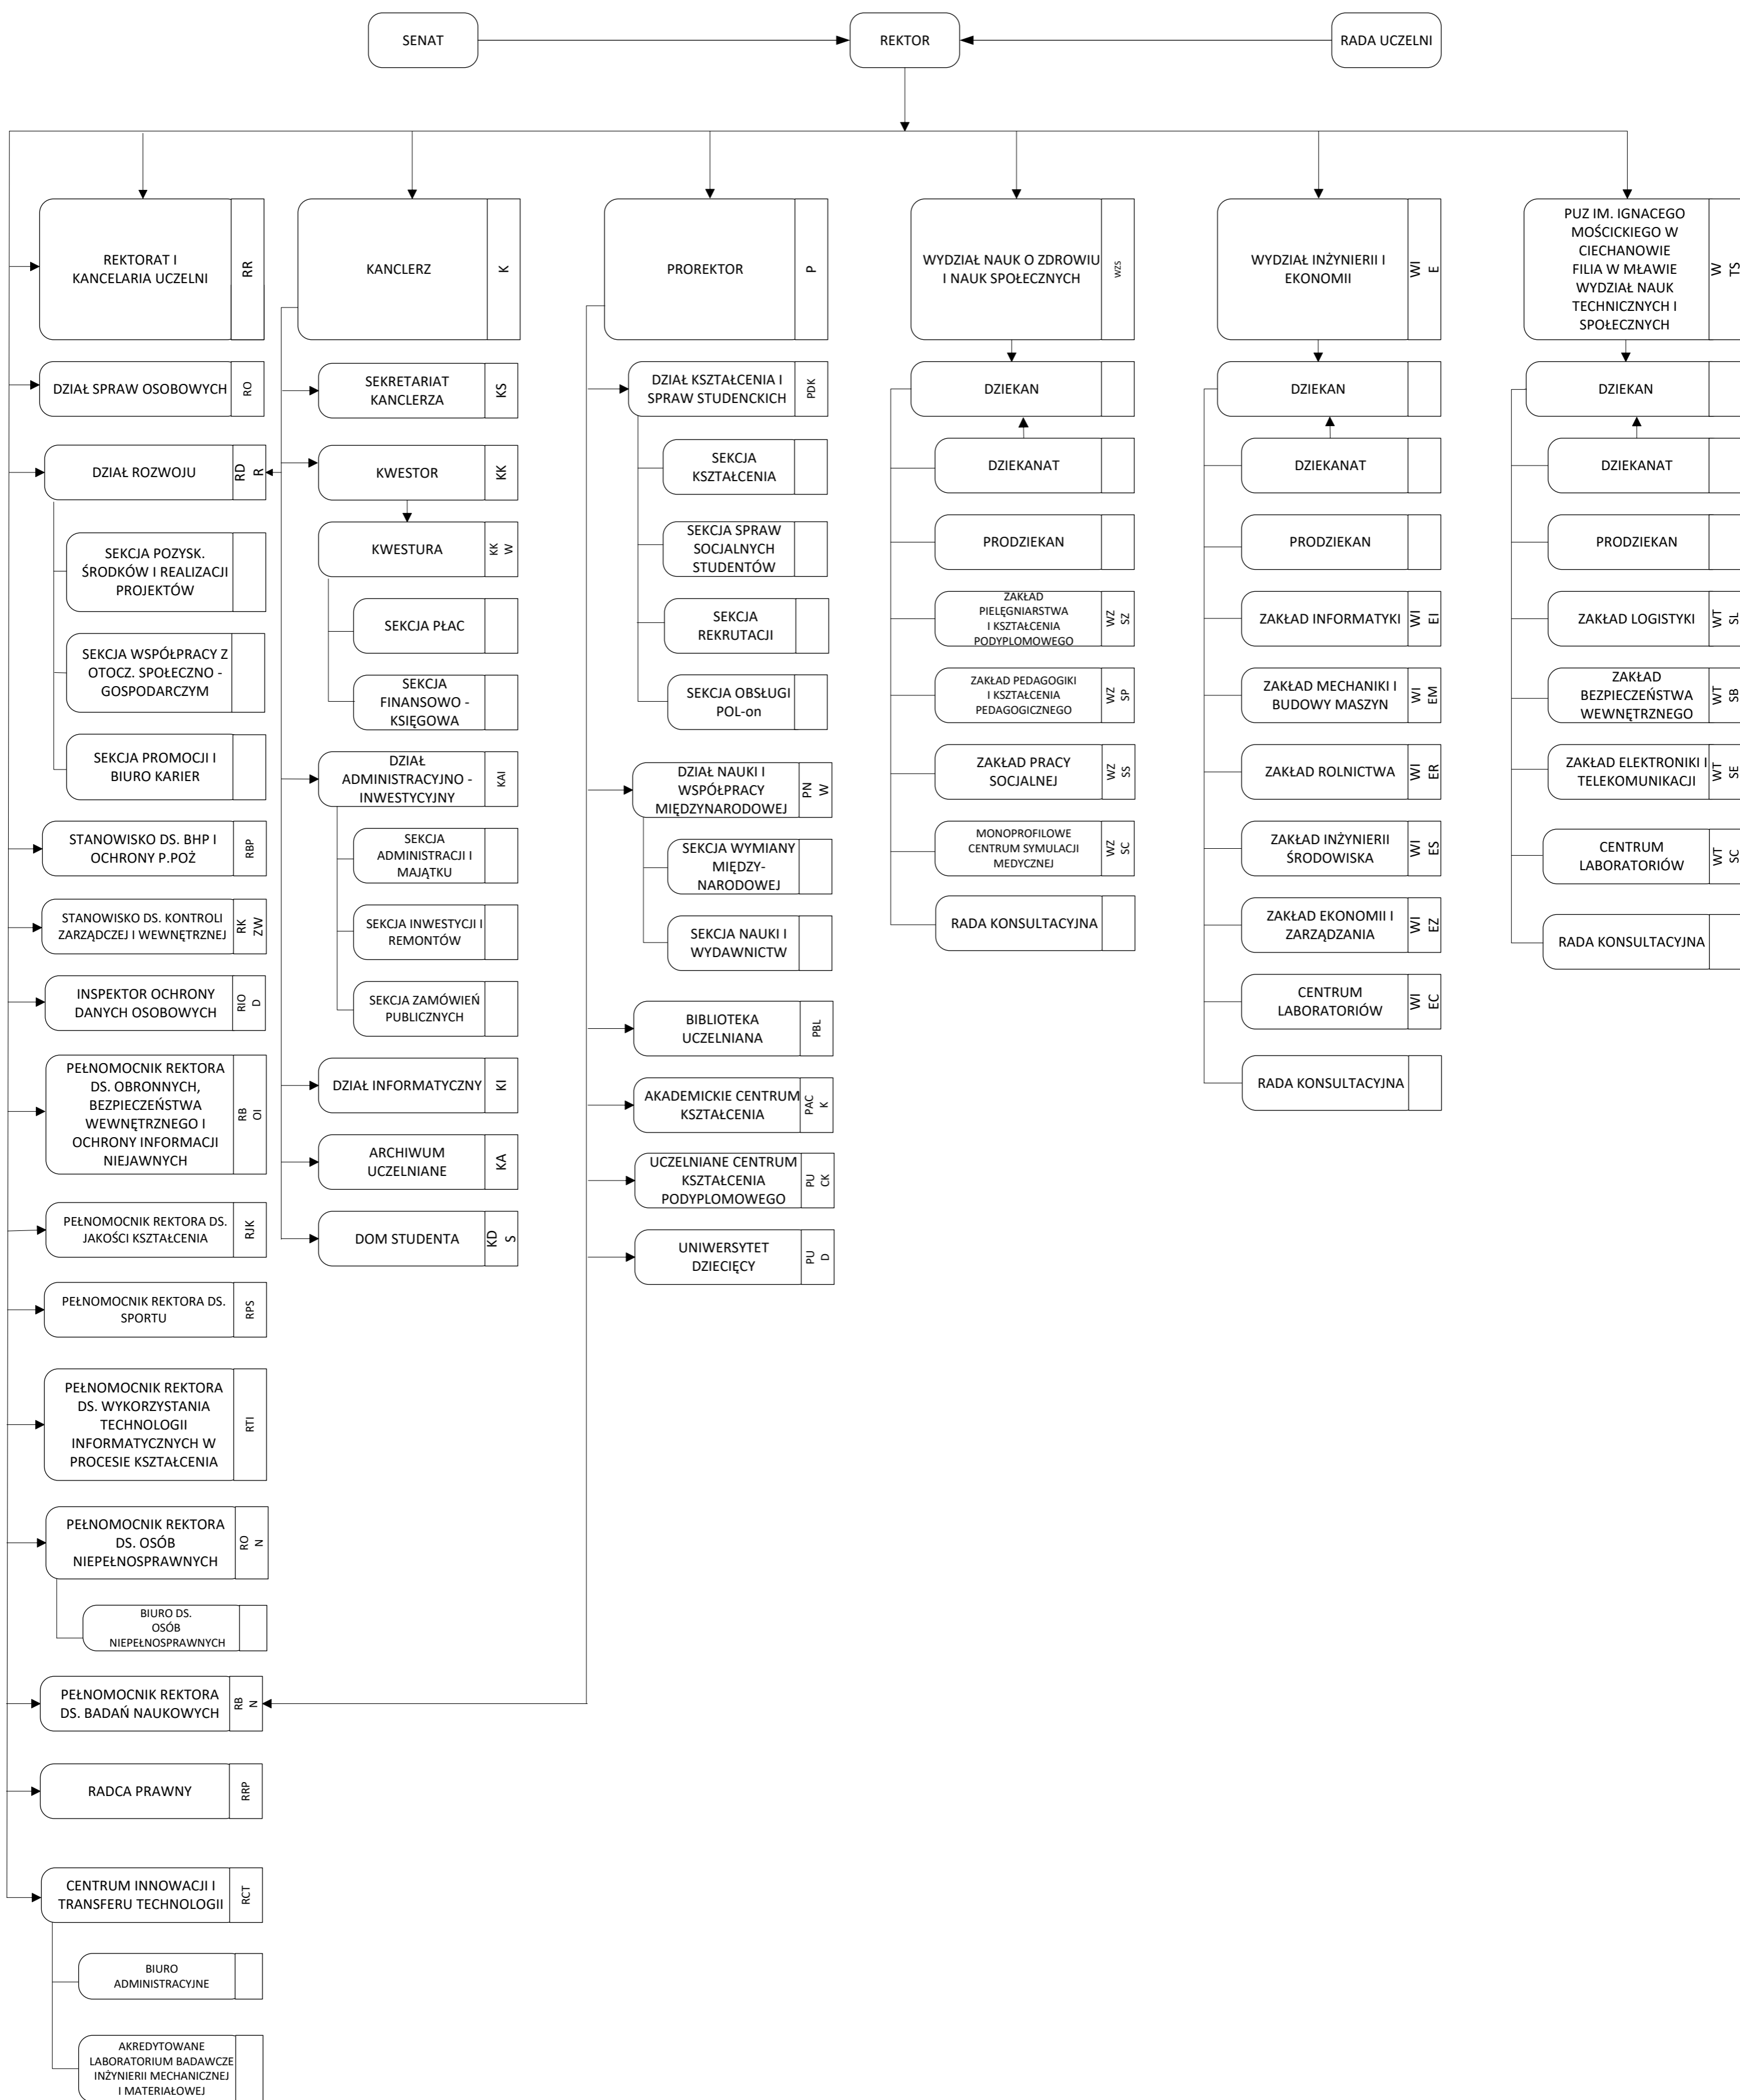 SENAT
REKTOR
RADA UCZELNI
REKTORAT I
KANCELARIA UCZELNI
RR
DZIAŁ SPRAW OSOBOWYCH
RO
DZIAŁ ROZWOJU
RD
R
SEKCJA POZYSK.
ŚRODKÓW I REALIZACJI
PROJEKTÓW
SEKCJA WSPÓŁPRACY Z
OTOCZ. SPOŁECZNO -
GOSPODARCZYM
SEKCJA PROMOCJI I
BIURO KARIER
STANOWISKO DS. BHP I
OCHRONY P.POŻ
RBP
STANOWISKO DS. KONTROLI
ZARZĄDCZEJ I WEWNĘTRZNEJ
RK
ZW
INSPEKTOR OCHRONY
DANYCH OSOBOWYCH
RIO
D
PEŁNOMOCNIK REKTORA
DS. OBRONNYCH,
BEZPIECZEŃSTWA
WEWNĘTRZNEGO I
OCHRONY INFORMACJI
NIEJAWNYCH
RB
OI
PEŁNOMOCNIK REKTORA DS.
JAKOŚCI KSZTAŁCENIA
RJK
PEŁNOMOCNIK REKTORA DS.
SPORTU
RPS
PEŁNOMOCNIK REKTORA
DS. WYKORZYSTANIA
TECHNOLOGII
INFORMATYCZNYCH W
PROCESIE KSZTAŁCENIA
RTI
PEŁNOMOCNIK REKTORA
DS. OSÓB
NIEPEŁNOSPRAWNYCH
RO
N
BIURO DS.
OSÓB
NIEPEŁNOSPRAWNYCH
PEŁNOMOCNIK REKTORA
DS. BADAŃ NAUKOWYCH
RB
N
RADCA PRAWNY
RRP
CENTRUM INNOWACJI I
TRANSFERU TECHNOLOGII
RCT
BIURO
ADMINISTRACYJNE
AKREDYTOWANE
LABORATORIUM BADAWCZE
INŻYNIERII MECHANICZNEJ
I MATERIAŁOWEJ
KANCLERZ
K
SEKRETARIAT
KANCLERZA
KS
KWESTOR
KK
KWESTURA
KK
W
SEKCJA PŁAC
SEKCJA
FINANSOWO -
KSIĘGOWA
DZIAŁ
ADMINISTRACYJNO -
INWESTYCYJNY
KAI
SEKCJA
ADMINISTRACJI I
MAJĄTKU
SEKCJA INWESTYCJI I
REMONTÓW
SEKCJA ZAMÓWIEŃ
PUBLICZNYCH
DZIAŁ INFORMATYCZNY
KI
ARCHIWUM
UCZELNIANE
KA
DOM STUDENTA
KD
S
PROREKTOR
P
DZIAŁ KSZTAŁCENIA I
SPRAW STUDENCKICH
PDK
SEKCJA
KSZTAŁCENIA
SEKCJA SPRAW
SOCJALNYCH
STUDENTÓW
SEKCJA
REKRUTACJI
SEKCJA OBSŁUGI
POL-on
DZIAŁ NAUKI I
WSPÓŁPRACY
MIĘDZYNARODOWEJ
PN
W
SEKCJA WYMIANY
MIĘDZY-
NARODOWEJ
SEKCJA NAUKI I
WYDAWNICTW
BIBLIOTEKA
UCZELNIANA
PBL
AKADEMICKIE CENTRUM
KSZTAŁCENIA
PAC
K
UCZELNIANE CENTRUM
KSZTAŁCENIA
PODYPLOMOWEGO
PU
CK
UNIWERSYTET
DZIECIĘCY
PU
D
WYDZIAŁ NAUK O ZDROWIU
I NAUK SPOŁECZNYCH
WZS
DZIEKAN
DZIEKANAT
PRODZIEKAN
ZAKŁAD
PIELĘGNIARSTWA
I KSZTAŁCENIA
PODYPLOMOWEGO
WZ
SZ
ZAKŁAD PEDAGOGIKI
I KSZTAŁCENIA
PEDAGOGICZNEGO
WZ
SP
ZAKŁAD PRACY
SOCJALNEJ
WZ
SS
MONOPROFILOWE
CENTRUM SYMULACJI
MEDYCZNEJ
WZ
SC
RADA KONSULTACYJNA
WYDZIAŁ INŻYNIERII I
EKONOMII
WI
E
DZIEKAN
DZIEKANAT
PRODZIEKAN
ZAKŁAD INFORMATYKI
WI
EI
ZAKŁAD MECHANIKI I
BUDOWY MASZYN
WI
EM
ZAKŁAD ROLNICTWA
WI
ER
ZAKŁAD INŻYNIERII
ŚRODOWISKA
WI
ES
ZAKŁAD EKONOMII I
ZARZĄDZANIA
WI
EZ
CENTRUM
LABORATORIÓW
WI
EC
RADA KONSULTACYJNA
PUZ IM. IGNACEGO
MOŚCICKIEGO W
CIECHANOWIE
FILIA W MŁAWIE
WYDZIAŁ NAUK
TECHNICZNYCH I
SPOŁECZNYCH
W
TS
DZIEKAN
DZIEKANAT
PRODZIEKAN
ZAKŁAD LOGISTYKI
WT
SL
ZAKŁAD
BEZPIECZEŃSTWA
WEWNĘTRZNEGO
WT
SB
ZAKŁAD ELEKTRONIKI I
TELEKOMUNIKACJI
WT
SE
CENTRUM
LABORATORIÓW
WT
SC
RADA KONSULTACYJNA